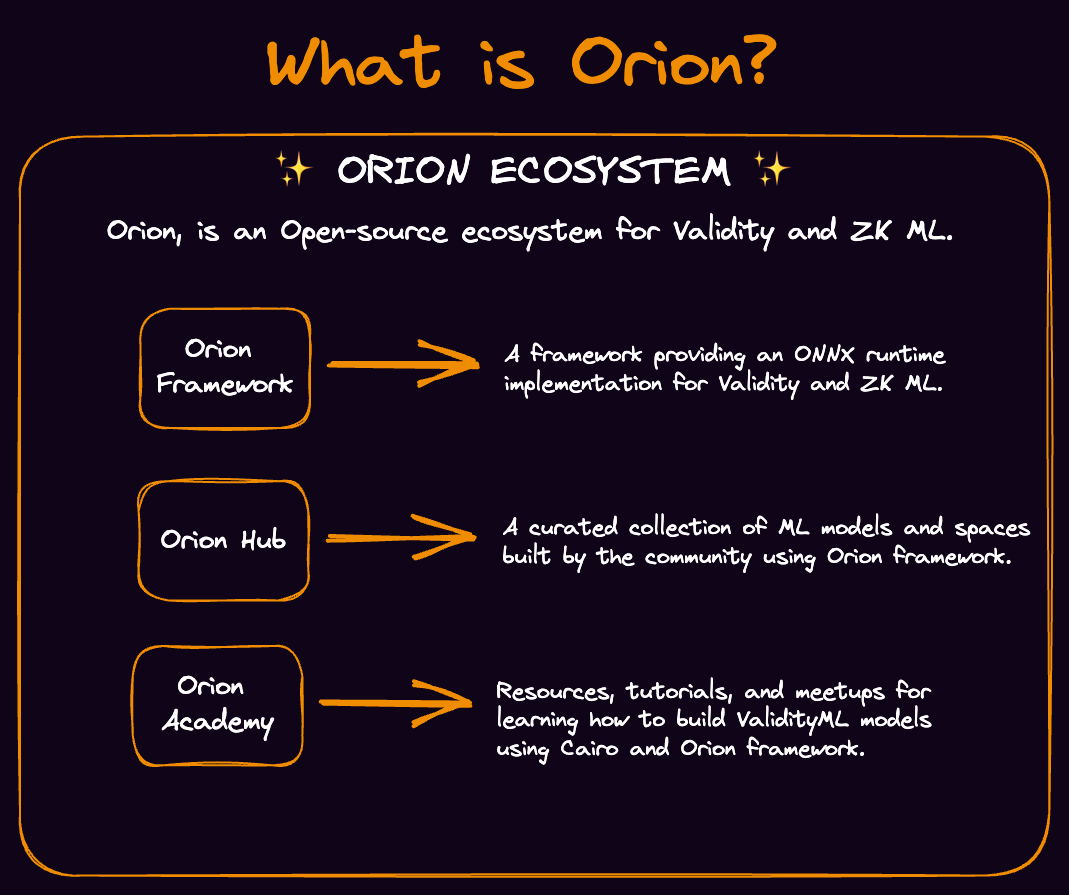 What is Orion?
✨ ORION ECOSYSTEM ✨
Orion, is an Open-source ecosystem for Validity and ZK ML.
Orion
Framework
A framework providing an ONNX runtime
implementation for Validity and ZK ML.
Orion Hub
A curated collection of ML models and spaces
built by the community using Orion framework.
Orion
Academy
Resources, tutorials, and meetups for
learning how to build ValidityML models
using Cairo and Orion framework.